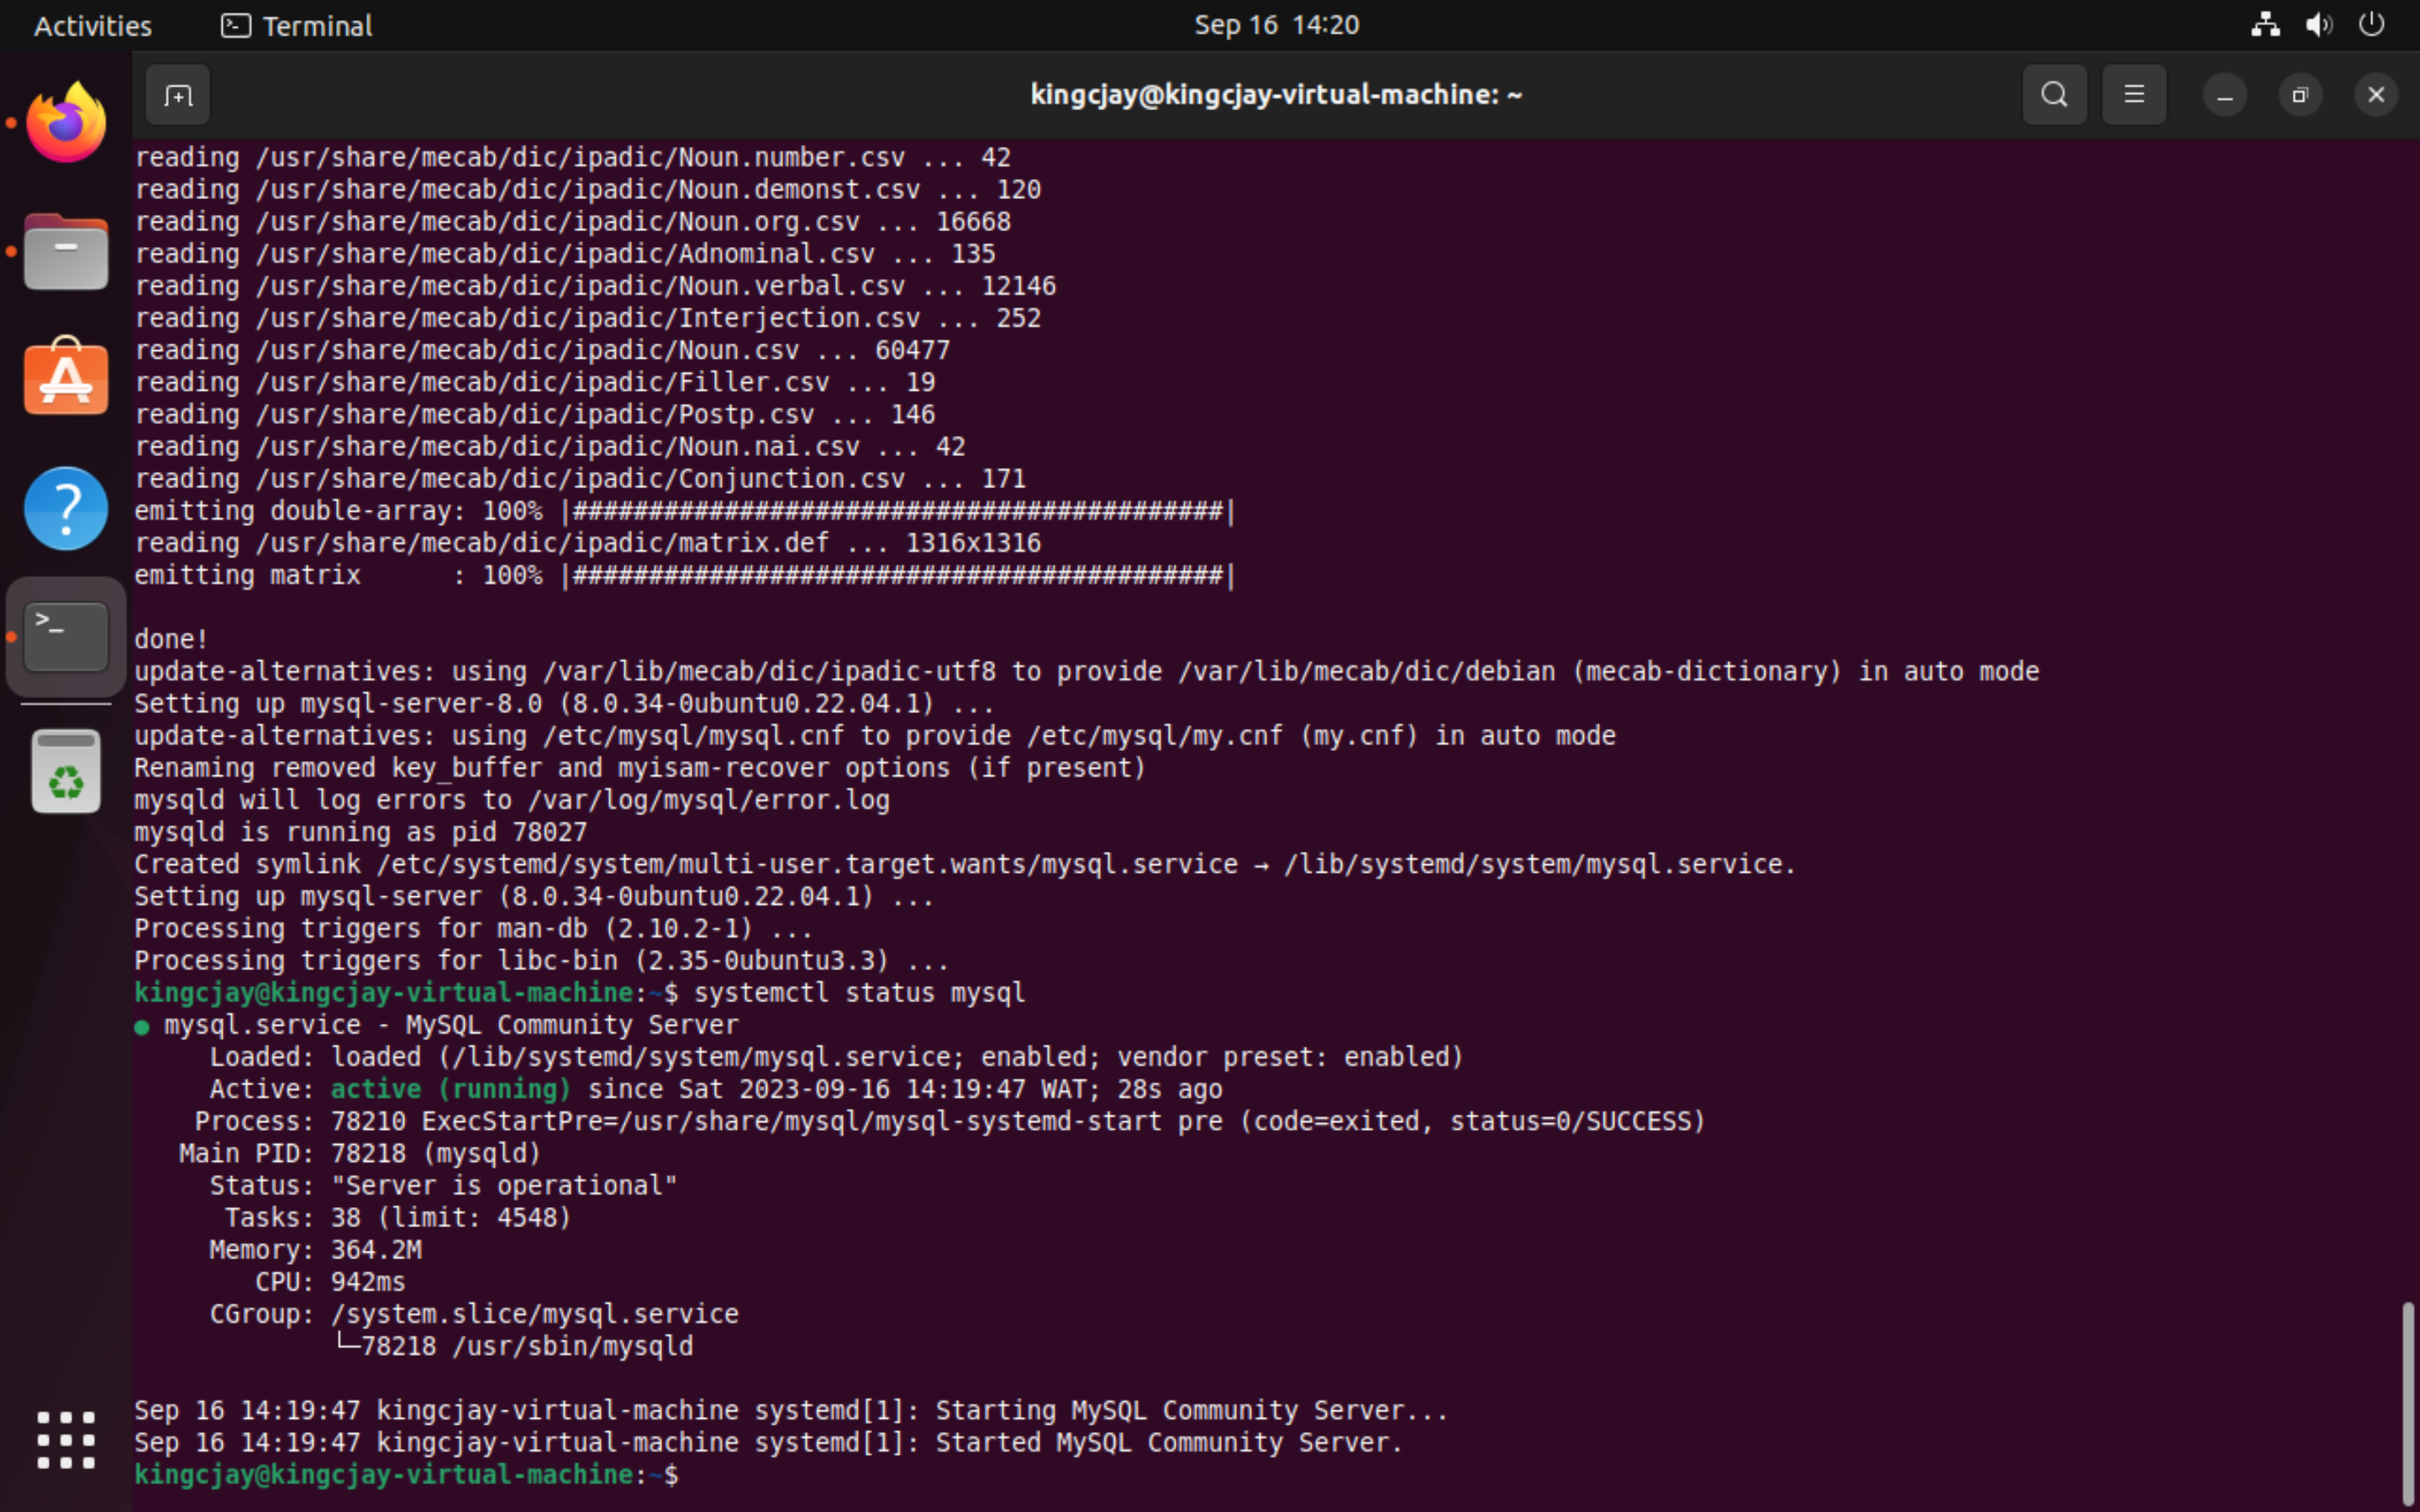 Activities Terminal Sep 16 14:20
kingcjay@kingcjay-virtual-machine: ~
reading /usr/share/mecab/dic/ipadic/Noun.number.csv ... 42
reading /usr/share/mecab/dic/ipadic/Noun.demonst.csv ... 120
reading /usr/share/mecab/dic/ipadic/Noun.org.csv ... 16668
reading /usr/share/mecab/dic/ipadic/Adnominal.csv ... 135
reading /usr/share/mecab/dic/ipadic/Noun.verbal.csv ... 12146
reading /usr/share/mecab/dic/ipadic/Interjection.csv ... 252
reading /usr/share/mecab/dic/ipadic/Noun.csv ... 60477
reading /usr/share/mecab/dic/ipadic/Filler.csv ... 19
reading /usr/share/mecab/dic/ipadic/Postp.csv ... 146
reading /usr/share/mecab/dic/ipadic/Noun.nai.csv ... 42
reading /usr/share/mecab/dic/ipadic/Conjunction.csv ... 171
emitting double-array: 100% |###########################################|
reading /usr/share/mecab/dic/ipadic/matrix.def ... 1316x1316
emitting matrix      : 100% |###########################################|
done!
update-alternatives: using /var/lib/mecab/dic/ipadic-utf8 to provide /var/lib/mecab/dic/debian (mecab-dictionary) in auto mode
Setting up mysql-server-8.0 (8.0.34-0ubuntu0.22.04.1) ...
update-alternatives: using /etc/mysql/mysql.cnf to provide /etc/mysql/my.cnf (my.cnf) in auto mode
Renaming removed key_buffer and myisam-recover options (if present)
mysqld will log errors to /var/log/mysql/error.log
mysqld is running as pid 78027
Created symlink /etc/systemd/system/multi-user.target.wants/mysql.service → /lib/systemd/system/mysql.service.
Setting up mysql-server (8.0.34-0ubuntu0.22.04.1) ...
Processing triggers for man-db (2.10.2-1) ...
Processing triggers for libc-bin (2.35-0ubuntu3.3) ...
kingcjay@kingcjay-virtual-machine:~$ systemctl status mysql
● mysql.service - MySQL Community Server
     Loaded: loaded (/lib/systemd/system/mysql.service; enabled; vendor preset: enabled)
     Active: active (running) since Sat 2023-09-16 14:19:47 WAT; 28s ago
    Process: 78210 ExecStartPre=/usr/share/mysql/mysql-systemd-start pre (code=exited, status=0/SUCCESS)
   Main PID: 78218 (mysqld)
     Status: "Server is operational"
      Tasks: 38 (limit: 4548)
     Memory: 364.2M
        CPU: 942ms
     CGroup: /system.slice/mysql.service
             └─78218 /usr/sbin/mysqld
Sep 16 14:19:47 kingcjay-virtual-machine systemd[1]: Starting MySQL Community Server...
Sep 16 14:19:47 kingcjay-virtual-machine systemd[1]: Started MySQL Community Server.
kingcjay@kingcjay-virtual-machine:~$